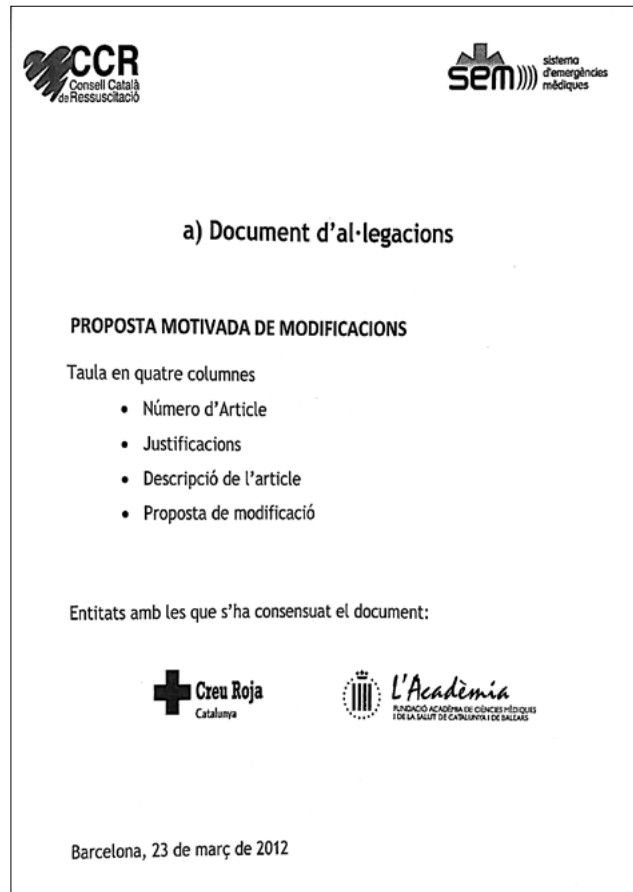 CCR
Consell Català
de Ressuscitació
sem
sistema
d'emergències
mèdiques
a) Document d'al·legacions
PROPOSTA MOTIVADA DE MODIFICACIONS
Taula en quatre columnes
• Número d'Article
• Justificacions
• Descripció de l'article
• Proposta de modificació
Entitats amb les que s'ha consensuat el document:
Creu Roja
Catalunya
L'Acadèmia
FUNDACIÓ ACADÈMIA DE CIÈNCIES MÈDIQUES
I DE LA SALUT DE CATALUNYA I DE BALEARS
Barcelona, 23 de març de 2012